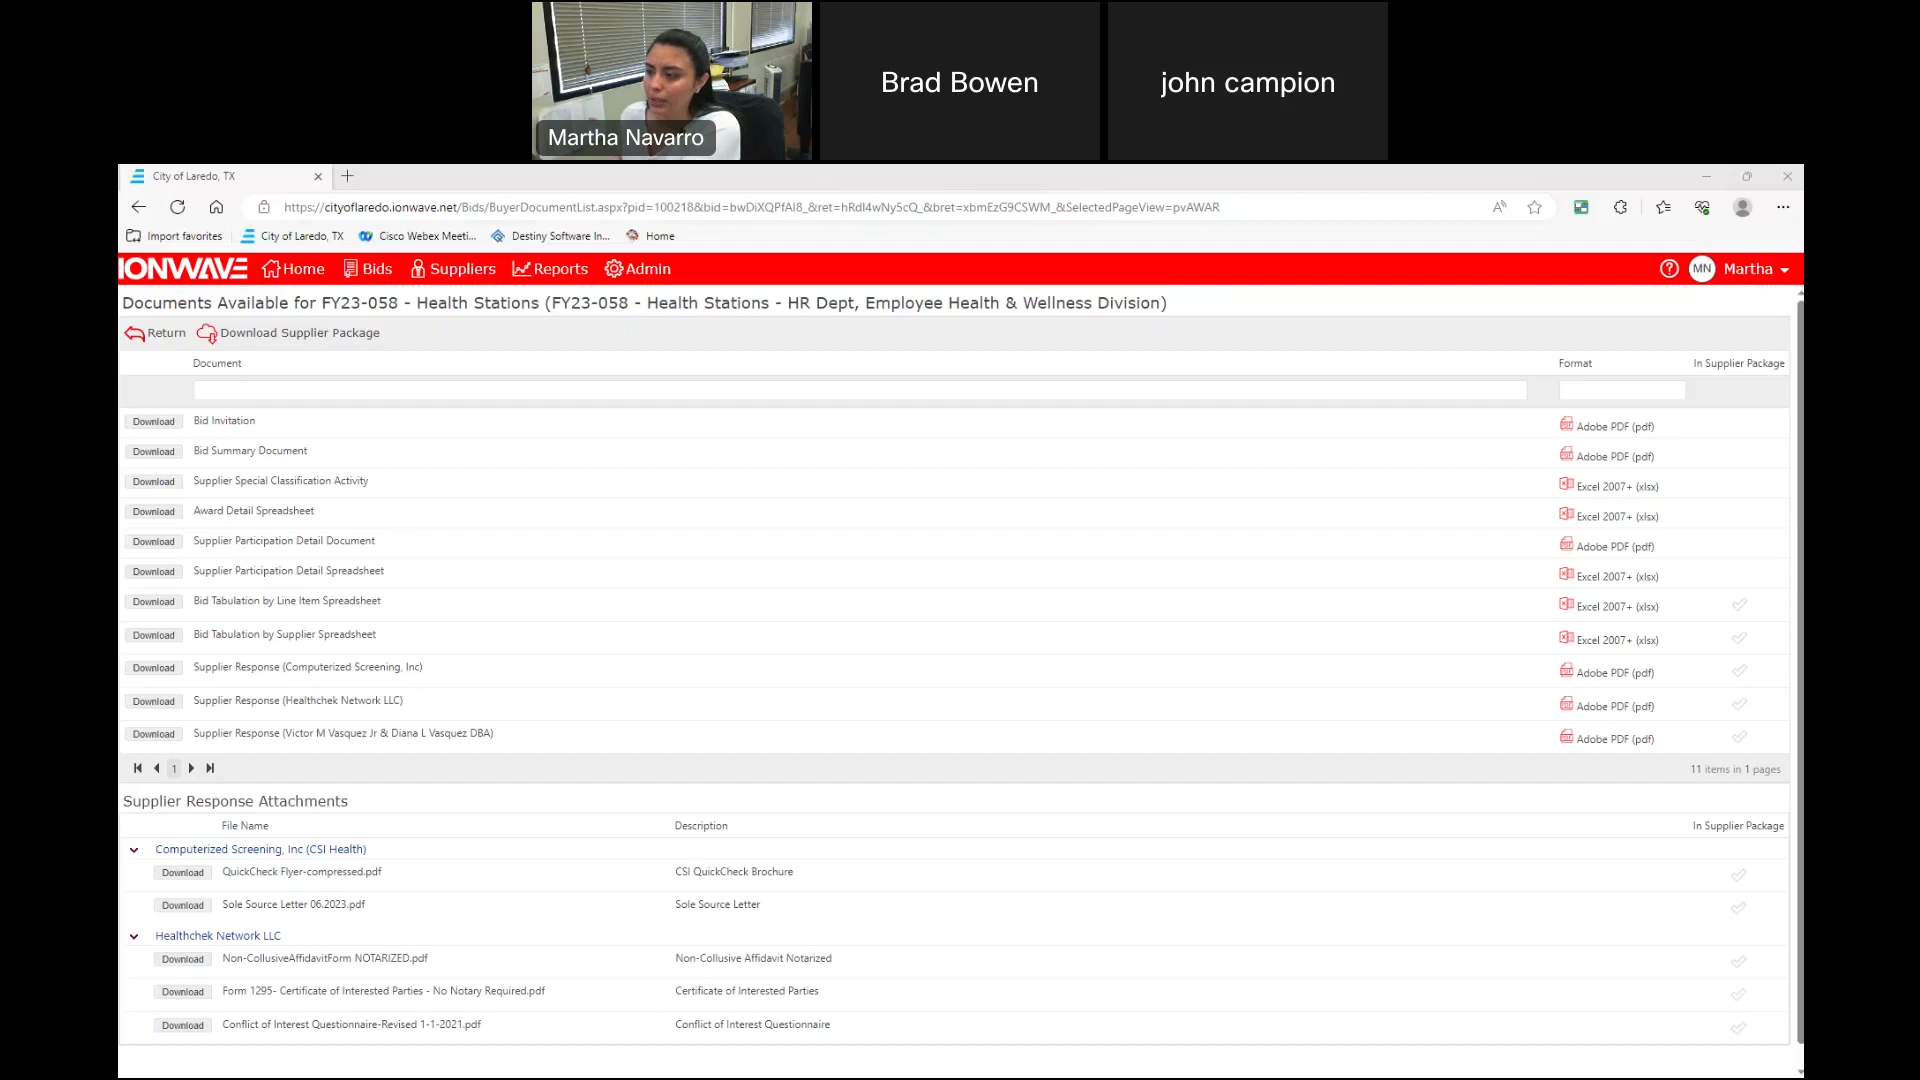 Martha Navarro
Brad Bowen
john campion
City of Laredo, TX
https://cityoflaredo.ionwave.net/Bids/BuyerDocumentList.aspx?pid=100218&bid=bwDiXQPfAI8_&ret=hRdI4wNy5cQ_&bret=xbmEzG9CSWM_&SelectedPageView=pvAWAR
Import favorites City of Laredo, TX Cisco Webex Meeti... Destiny Software In... Home
IONWAVE Home Bids Suppliers Reports Admin MN Martha
Documents Available for FY23-058 - Health Stations (FY23-058 - Health Stations - HR Dept, Employee Health & Wellness Division)
Return Download Supplier Package
Document Format In Supplier Package
Download Bid Invitation Adobe PDF (pdf)
Download Bid Summary Document Adobe PDF (pdf)
Download Supplier Special Classification Activity Excel 2007+ (xlsx)
Download Award Detail Spreadsheet Excel 2007+ (xlsx)
Download Supplier Participation Detail Document Adobe PDF (pdf)
Download Supplier Participation Detail Spreadsheet Excel 2007+ (xlsx)
Download Bid Tabulation by Line Item Spreadsheet Excel 2007+ (xlsx)
Download Bid Tabulation by Supplier Spreadsheet Excel 2007+ (xlsx)
Download Supplier Response (Computerized Screening, Inc) Adobe PDF (pdf)
Download Supplier Response (Healthchek Network LLC) Adobe PDF (pdf)
Download Supplier Response (Victor M Vasquez Jr & Diana L Vasquez DBA) Adobe PDF (pdf)
1 11 items in 1 pages
Supplier Response Attachments
File Name Description In Supplier Package
Computerized Screening, Inc (CSI Health)
Download QuickCheck Flyer-compressed.pdf CSI QuickCheck Brochure
Download Sole Source Letter 06.2023.pdf Sole Source Letter
Healthchek Network LLC
Download Non-CollusiveAffidavitForm NOTARIZED.pdf Non-Collusive Affidavit Notarized
Download Form 1295- Certificate of Interested Parties - No Notary Required.pdf Certificate of Interested Parties
Download Conflict of Interest Questionnaire-Revised 1-1-2021.pdf Conflict of Interest Questionnaire